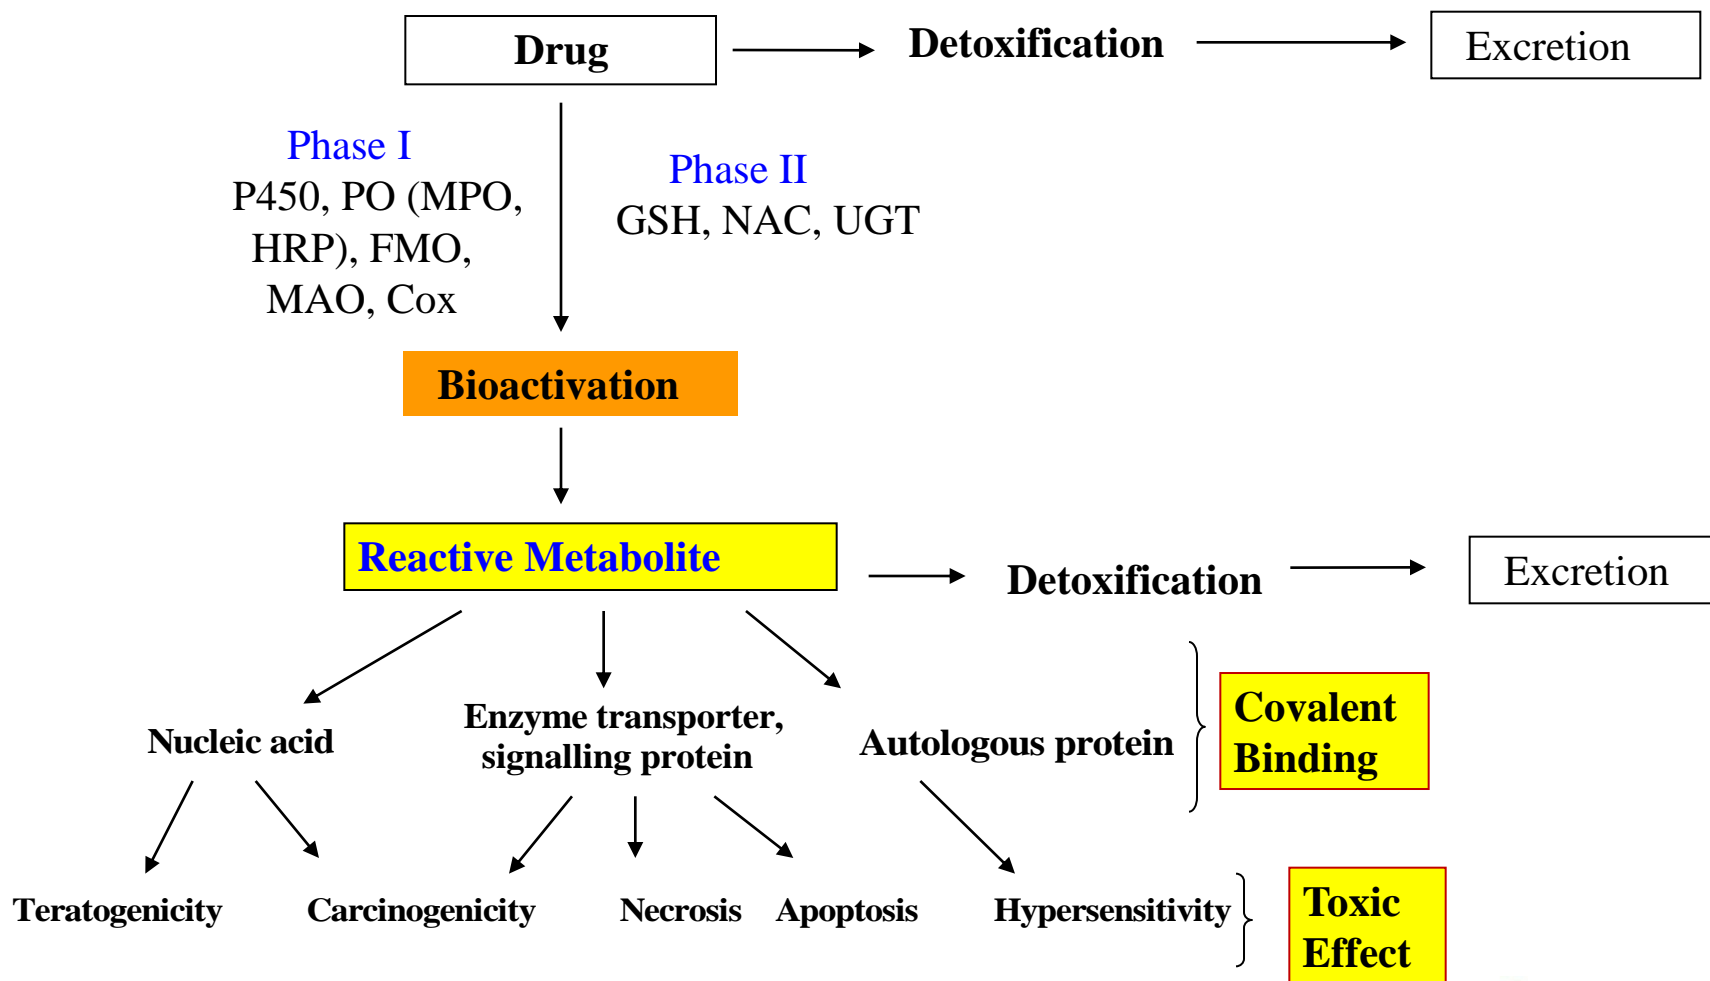 Drug
Detoxification
Excretion
Phase I
P450, PO (MPO,
HRP), FMO,
MAO, Cox
Phase II
GSH, NAC, UGT
Bioactivation
Reactive Metabolite
Detoxification
Excretion
Nucleic acid
Enzyme transporter,
signalling protein
Autologous protein
Covalent
Binding
Teratogenicity
Carcinogenicity
Necrosis
Apoptosis
Hypersensitivity
Toxic
Effect